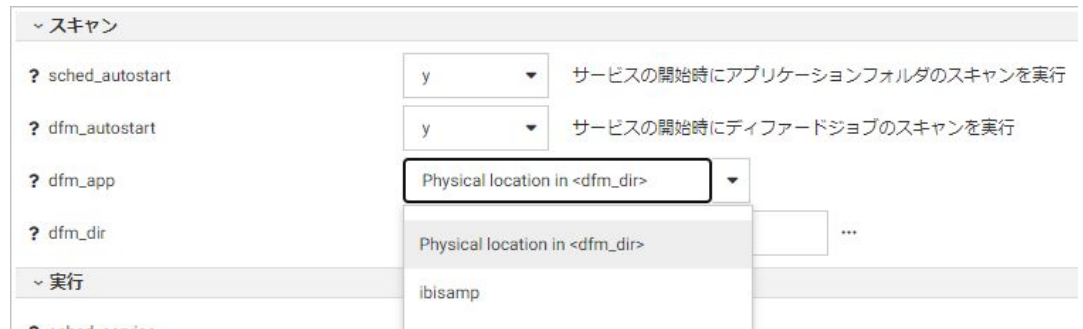 スキャン
? sched_autostart y サービスの開始時にアプリケーションフォルダのスキャンを実行
? dfm_autostart y サービスの開始時にディファードジョブのスキャンを実行
? dfm_app Physical location in <dfm_dir>
? dfm_dir ...
Physical location in <dfm_dir>
実行
ibisamp